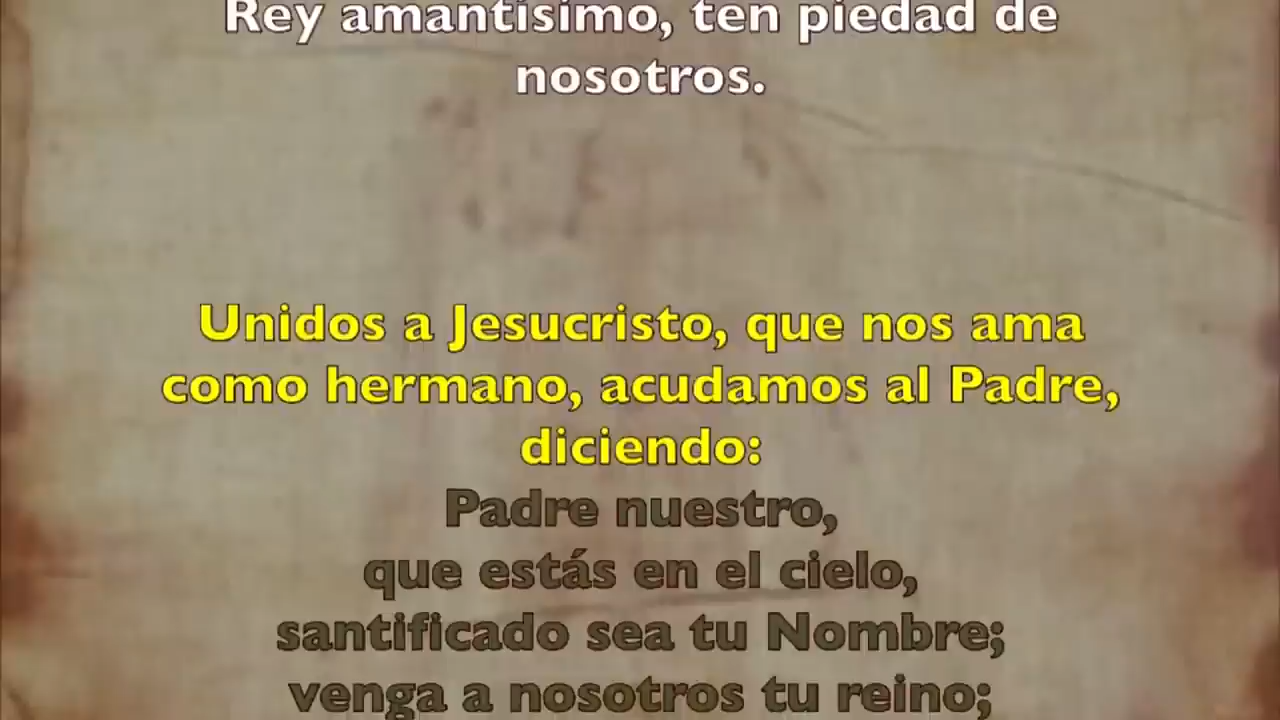 Rey amantísimo, ten piedad de
nosotros.
Unidos a Jesucristo, que nos ama
como hermano, acudamos al Padre,
diciendo:
Padre nuestro,
que estás en el cielo,
santificado sea tu Nombre;
venga a nosotros tu reino;